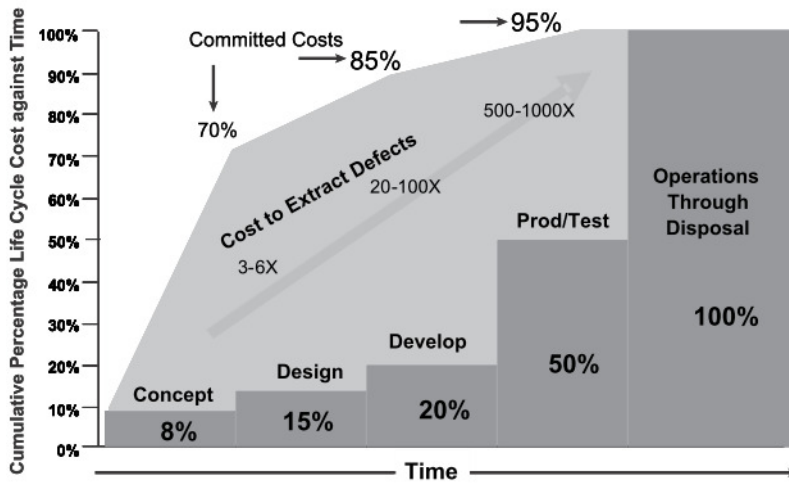 Cumulative Percentage Life Cycle Cost against Time
100%
90%
80%
70%
60%
50%
40%
30%
20%
10%
0%
Committed Costs
70%
85%
95%
Cost to Extract Defects
3-6X
20-100X
500-1000X
Concept
8%
Design
15%
Develop
20%
Prod/Test
50%
Operations
Through
Disposal
100%
Time